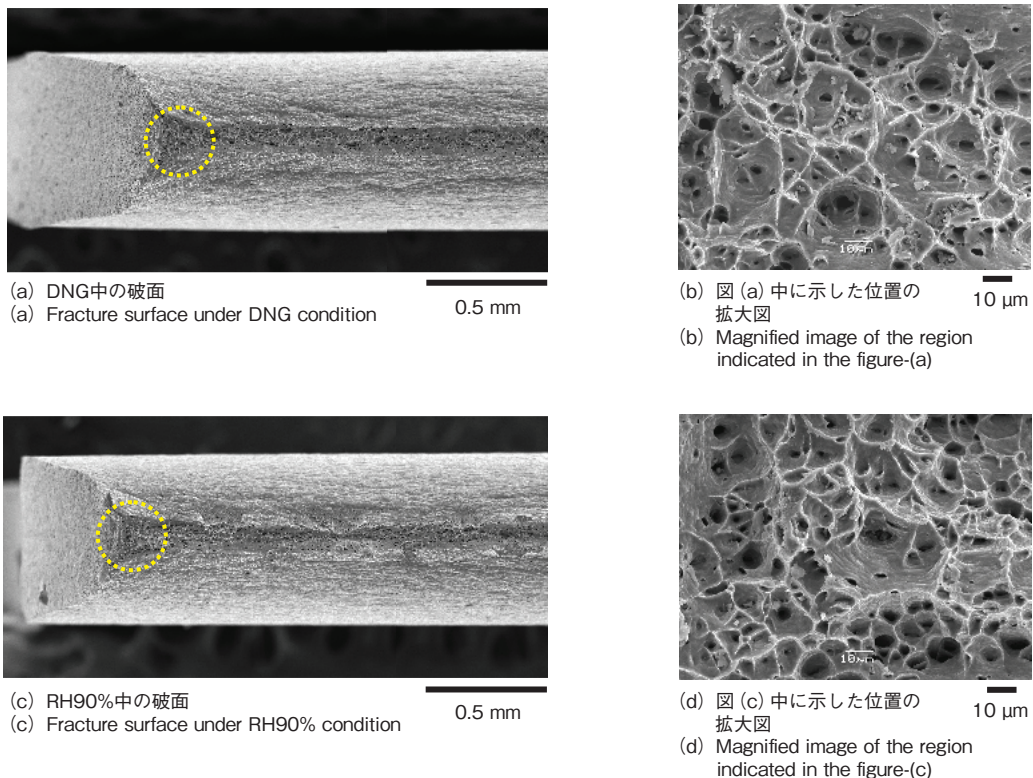 (a) DNG中の破面
(a) Fracture surface under DNG condition
0.5 mm
10μm
(b) 図(a)中に示した位置の
拡大図
(b) Magnified image of the region
indicated in the figure-(a)
10 μm
(c) RH90%中の破面
(c) Fracture surface under RH90% condition
0.5 mm
10μm
(d) 図(c)中に示した位置の
拡大図
(d) Magnified image of the region
indicated in the figure-(c)
10 μm